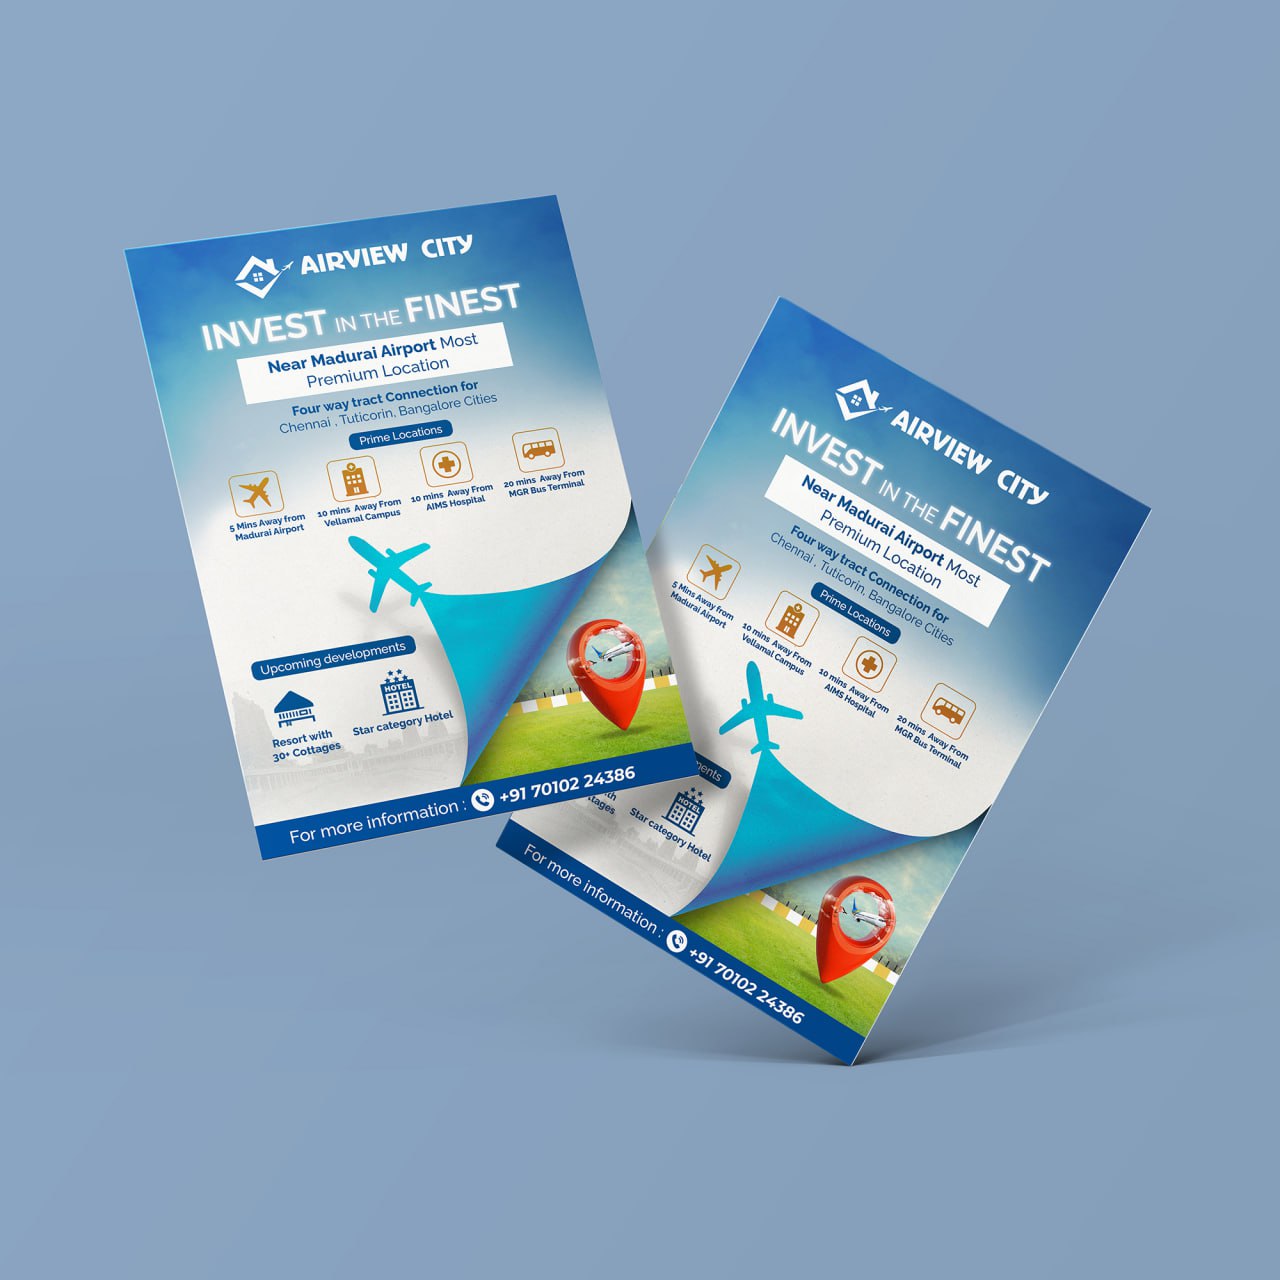 AIRVIEW CITY
INVEST IN THE FINEST
Near Madurai Airport Most
Premium Location
Four way tract Connection for
Chennai , Tuticorin, Bangalore Cities
Prime Locations
5 Mins Away from
Madurai Airport
10 mins Away From
Vellamal Campus
10 mins Away From
AIMS Hospital
20 mins Away From
MGR Bus Terminal
Upcoming developments
Resort with
30+ Cottages
HOTEL
Star category Hotel
For more information : +91 70102 24386
AIRVIEW CITY
INVEST IN THE FINEST
Near Madurai Airport Most
Premium Location
Four way tract Connection for
Chennai , Tuticorin, Bangalore Cities
Prime Locations
5 Mins Away from
Madurai Airport
10 mins Away From
Vellamal Campus
10 mins Away From
AIMS Hospital
20 mins Away From
MGR Bus Terminal
ments
ith
ttages
HOTEL
Star category Hotel
For more information : +91 70102 24386